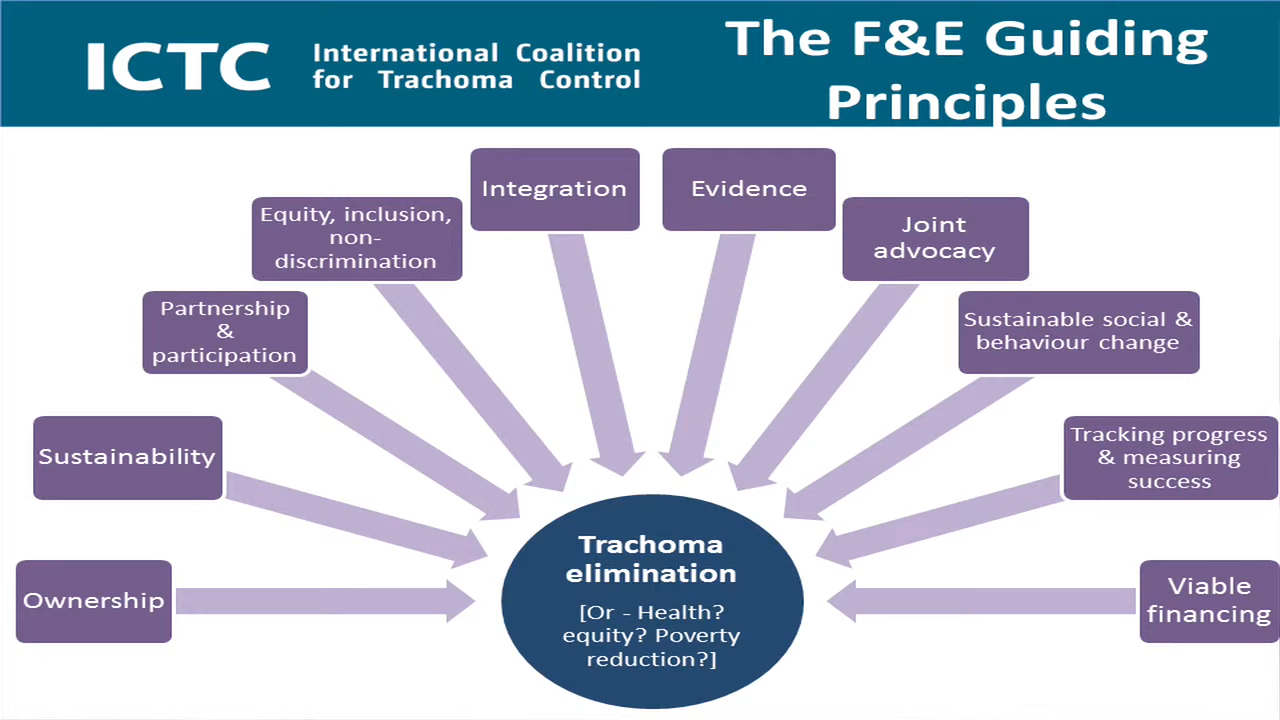 ICTC
International Coalition
for Trachoma Control
The F&E Guiding
Principles
Integration
Evidence
Equity, inclusion,
non-
discrimination
Joint
advocacy
Partnership
&
participation
Sustainable social &
behaviour change
Sustainability
Tracking progress
& measuring
success
Ownership
Viable
financing
Trachoma
elimination
[Or - Health?
equity? Poverty
reduction?]